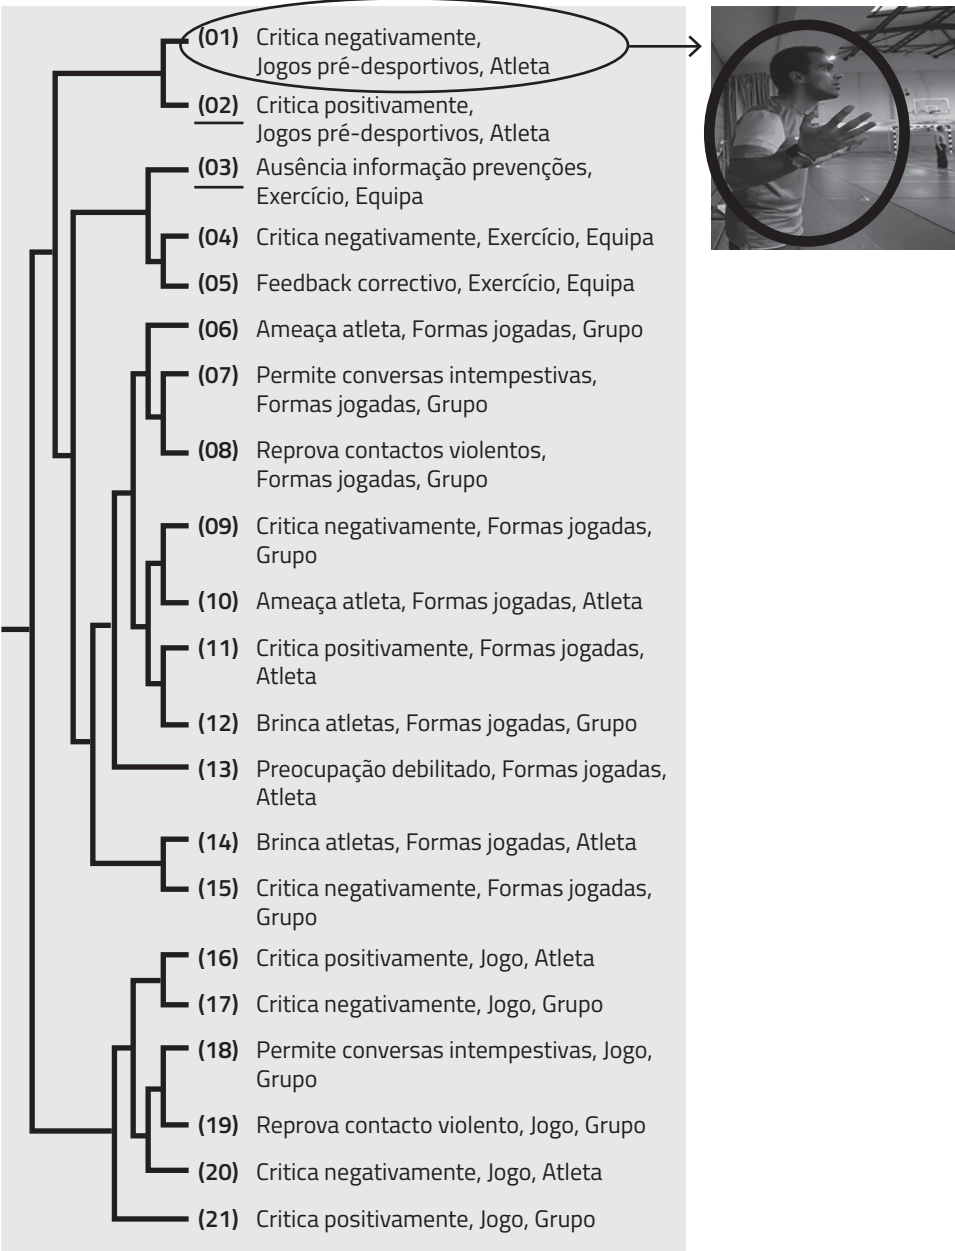 (01) Critica negativamente,
Jogos pré-desportivos, Atleta
(02) Critica positivamente,
Jogos pré-desportivos, Atleta
(03) Ausência informação prevenções,
Exercício, Equipa
(04) Critica negativamente, Exercício, Equipa
(05) Feedback correctivo, Exercício, Equipa
(06) Ameaça atleta, Formas jogadas, Grupo
(07) Permite conversas intempestivas,
Formas jogadas, Grupo
(08) Reprova contactos violentos,
Formas jogadas, Grupo
(09) Critica negativamente, Formas jogadas,
Grupo
(10) Ameaça atleta, Formas jogadas, Atleta
(11) Critica positivamente, Formas jogadas,
Atleta
(12) Brinca atletas, Formas jogadas, Grupo
(13) Preocupação debilitado, Formas jogadas,
Atleta
(14) Brinca atletas, Formas jogadas, Atleta
(15) Critica negativamente, Formas jogadas,
Grupo
(16) Critica positivamente, Jogo, Atleta
(17) Critica negativamente, Jogo, Grupo
(18) Permite conversas intempestivas, Jogo,
Grupo
(19) Reprova contacto violento, Jogo, Grupo
(20) Critica negativamente, Jogo, Atleta
(21) Critica positivamente, Jogo, Grupo